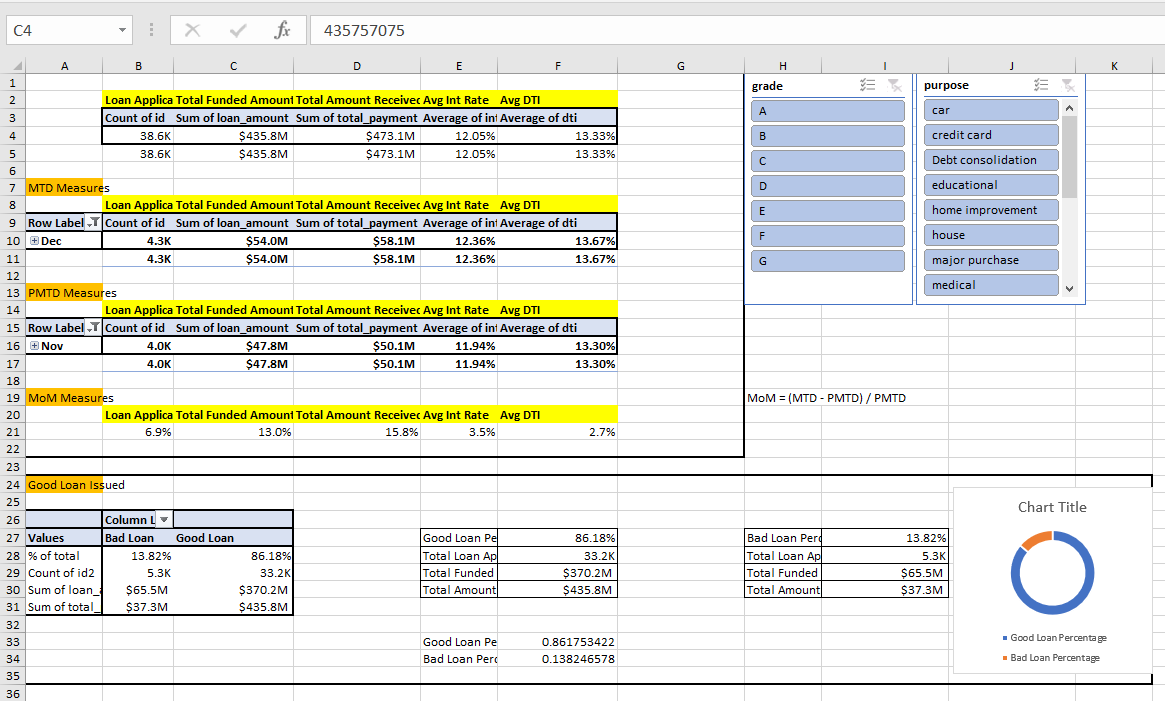 C4 fx 435757075
A B C D E F G H I J K
1
2 Loan Applica Total Funded Amount Total Amount Receivec Avg Int Rate Avg DTI
3 Count of id Sum of loan_amount Sum of total_payment Average of int Average of dti
4 38.6K $435.8M $473.1M 12.05% 13.33%
5 38.6K $435.8M $473.1M 12.05% 13.33%
6
7 MTD Measures
8 Loan Applica Total Funded Amount Total Amount Receivec Avg Int Rate Avg DTI
9 Row Label Count of id Sum of loan_amount Sum of total_payment Average of int Average of dti
10 Dec 4.3K $54.0M $58.1M 12.36% 13.67%
11 4.3K $54.0M $58.1M 12.36% 13.67%
12
13 PMTD Measures
14 Loan Applica Total Funded Amount Total Amount Receivec Avg Int Rate Avg DTI
15 Row Label Count of id Sum of loan_amount Sum of total_payment Average of int Average of dti
16 Nov 4.0K $47.8M $50.1M 11.94% 13.30%
17 4.0K $47.8M $50.1M 11.94% 13.30%
18
19 MoM Measures MoM = (MTD - PMTD) / PMTD
20 Loan Applica Total Funded Amount Total Amount Receivec Avg Int Rate Avg DTI
21 6.9% 13.0% 15.8% 3.5% 2.7%
22
23
24 Good Loan Issued
25
26 Column L
27 Values Bad Loan Good Loan Good Loan Pe 86.18% Bad Loan Perc 13.82%
28 % of total 13.82% 86.18% Total Loan Ap 33.2K Total Loan Ap 5.3K
29 Count of id2 5.3K 33.2K Total Funded $370.2M Total Funded $65.5M
30 Sum of loan_a $65.5M $370.2M Total Amount $435.8M Total Amount $37.3M
31 Sum of total_ $37.3M $435.8M
32
33 Good Loan Pe 0.861753422
34 Bad Loan Perc 0.138246578
35
36
grade
A
B
C
D
E
F
G
purpose
car
credit card
Debt consolidation
educational
home improvement
house
major purchase
medical
Chart Title
Good Loan Percentage
Bad Loan Percentage